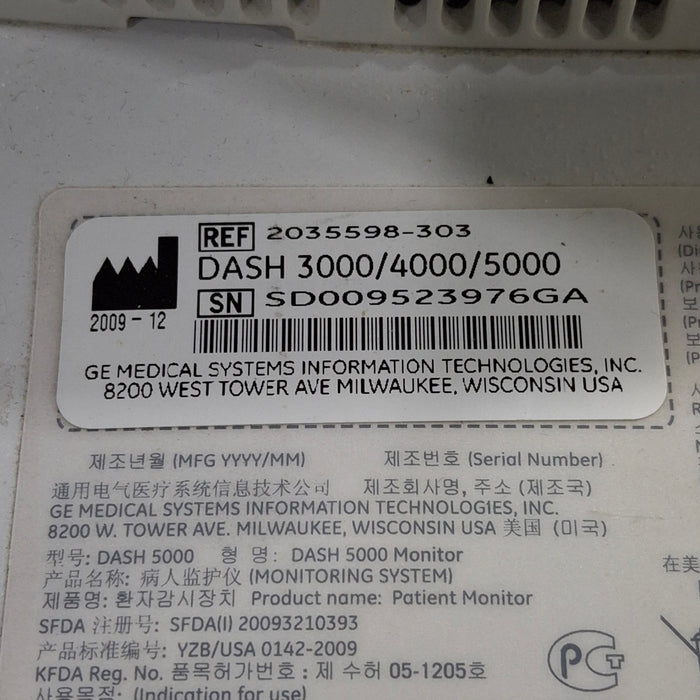 REF 2035598-303
DASH 3000/4000/5000
SN SD009523976GA
2009-12
GE MEDICAL SYSTEMS INFORMATION TECHNOLOGIES, INC.
8200 WEST TOWER AVE MILWAUKEE, WISCONSIN USA
제조년월 (MFG YYYY/MM) 제조번호 (Serial Number)
通用电气医疗系统信息技术公司 제조회사명, 주소 (제조국)
GE MEDICAL SYSTEMS INFORMATION TECHNOLOGIES, INC.
8200 W. TOWER AVE. MILWAUKEE, WISCONSIN USA 美国 (미국)
型号: DASH 5000 형 명: DASH 5000 Monitor
产品名称: 病人监护仪 (MONITORING SYSTEM)
제품명: 환자감시장치 Product name: Patient Monitor
SFDA 注册号: SFDA(I) 20093210393
产品标准编号: YZB/USA 0142-2009
KFDA Reg. No. 품목허가번호: 제 수허 05-1205호
사용목적: (Indication for use)
在美